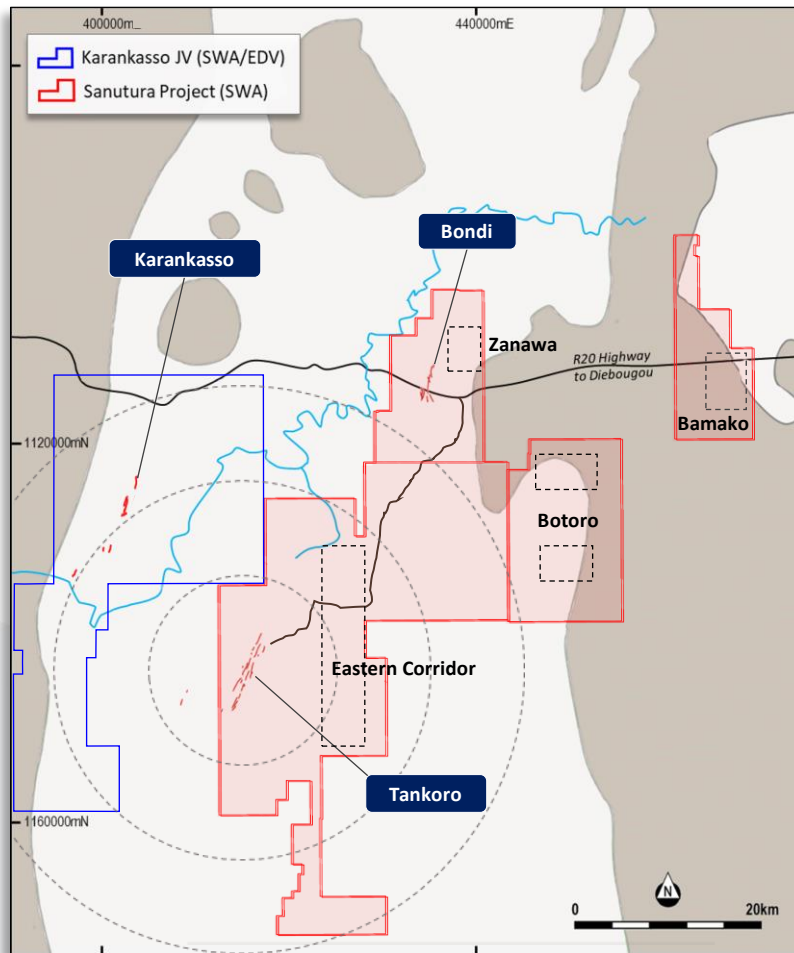 400000m_
440000mE
Karankasso JV (SWA/EDV)
Sanutura Project (SWA)
Bondi
Karankasso
Zanawa
R20 Highway
to Diebougou
Bamako
1120000mN
Botoro
Eastern Corridor
Tankoro
1160000mN
N
0
20km